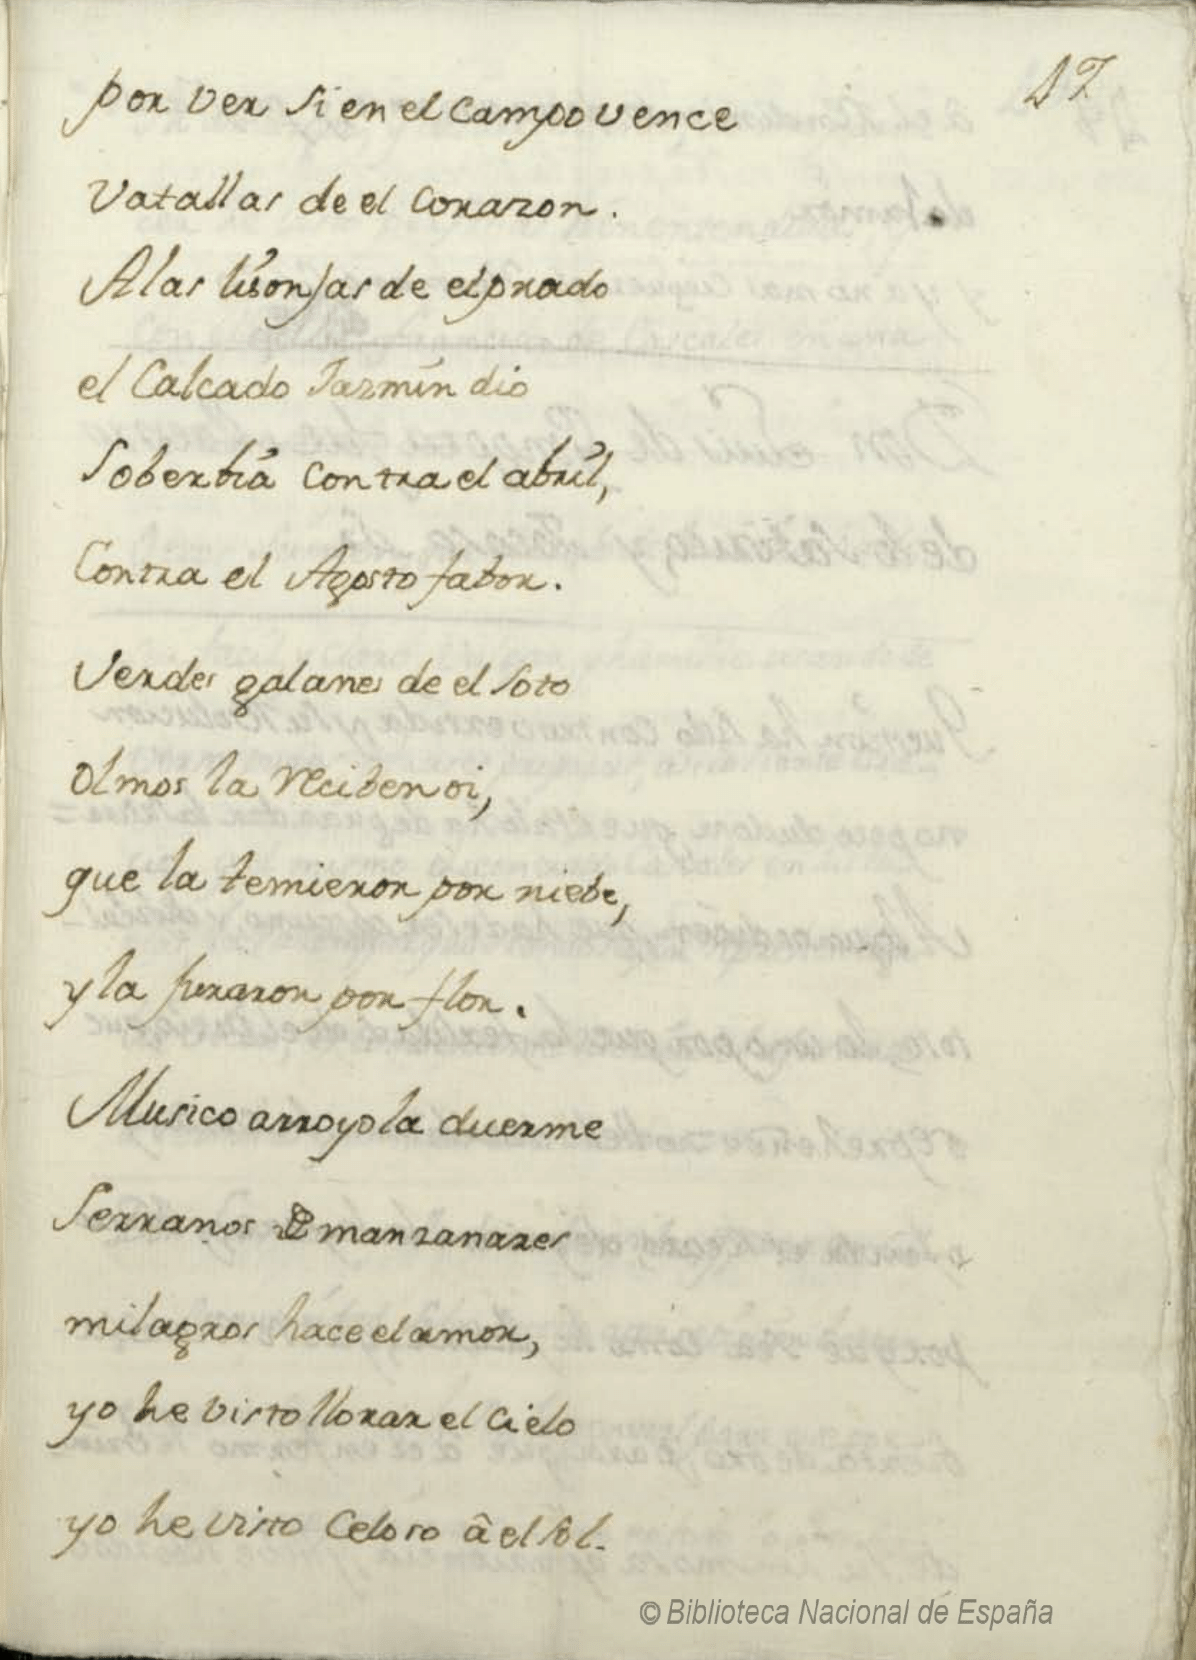 17
por ver si en el campo vence
Vatallas de el Corazon.
A las lisonjas de el prado
el Calcado Jazmin dio
Soberbia Contra el abril,
Contra el Agosto fabor.
Verdes galanes de el Soto
Olmos la reciben oi,
que la temieron por niebe,
y la juraron por flor.
Musico arroyo la duerme
Serranos de manzanares
milagros hace el amor,
yo he visto llorar el Cielo
yo he visto Celoso â el sol.
© Biblioteca Nacional de España